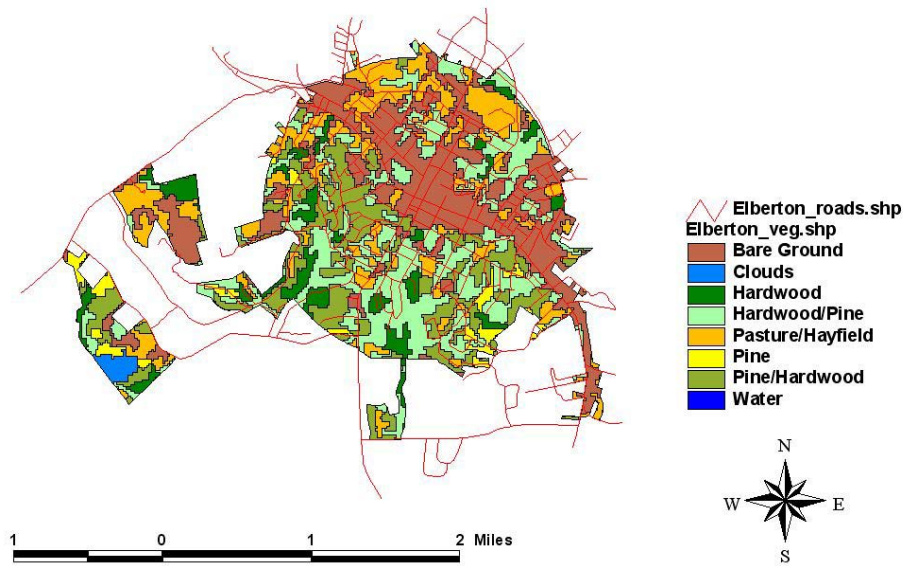 Elberton_roads.shp
Elberton_veg.shp
Bare Ground
Clouds
Hardwood
Hardwood/Pine
Pasture/Hayfield
Pine
Pine/Hardwood
Water
N
W E
S
1 0 1 2 Miles